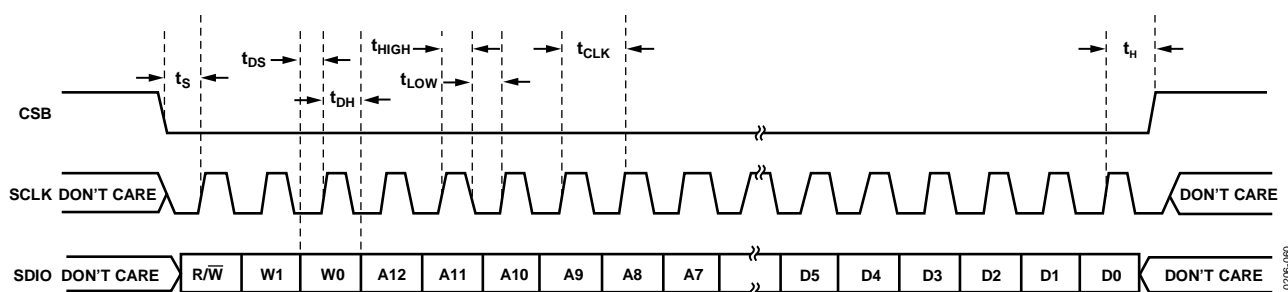 tHIGH
tCLK
tH
tDS
tS
tLOW
tDH
CSB
SCLK DON'T CARE
DON'T CARE
SDIO DON'T CARE R/W̅ W1 W0 A12 A11 A10 A9 A8 A7 D5 D4 D3 D2 D1 D0 DON'T CARE